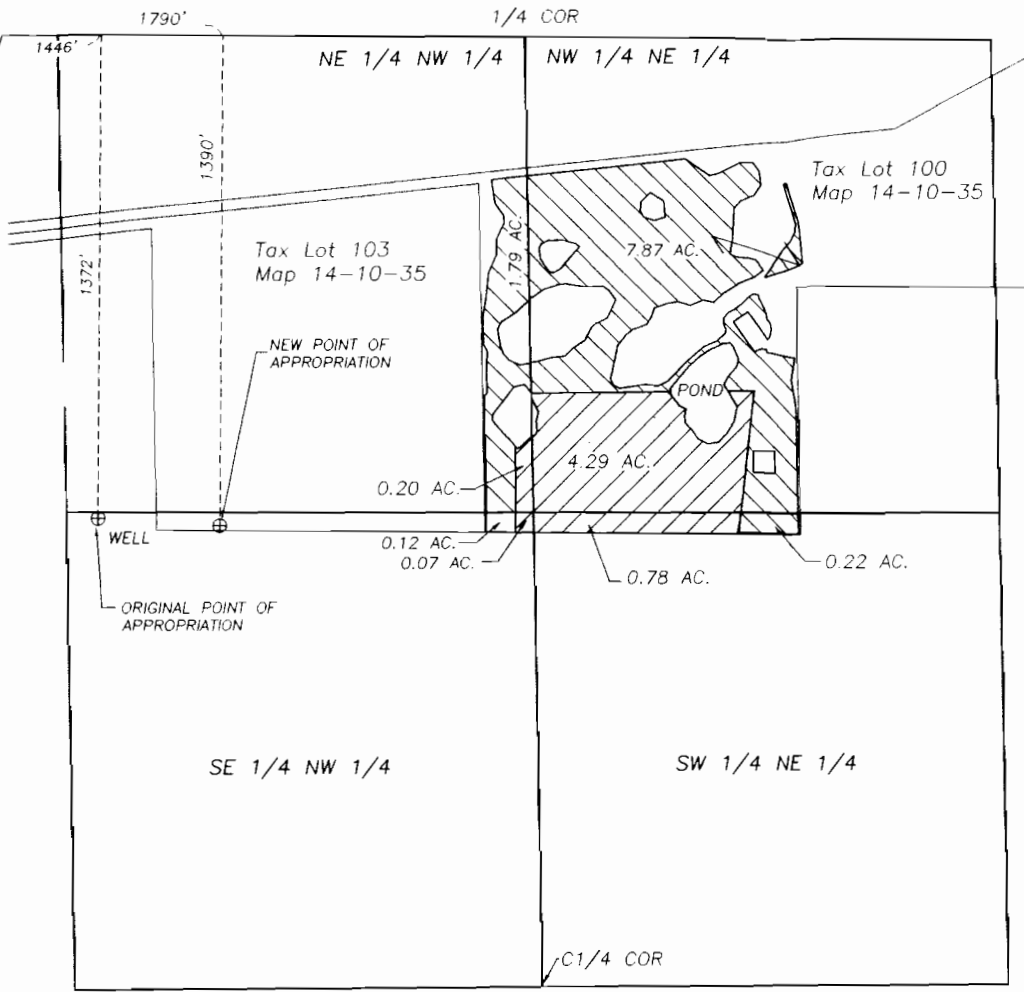 1790'
1/4 COR
1446'
NE 1/4 NW 1/4
NW 1/4 NE 1/4
1390'
Tax Lot 100
Map 14-10-35
1.79 AC.
7.87 AC.
Tax Lot 103
Map 14-10-35
1372'
NEW POINT OF
APPROPRIATION
POND
4.29 AC.
0.20 AC.
WELL
0.12 AC.
0.07 AC.
0.78 AC.
0.22 AC.
ORIGINAL POINT OF
APPROPRIATION
SE 1/4 NW 1/4
SW 1/4 NE 1/4
C1/4 COR